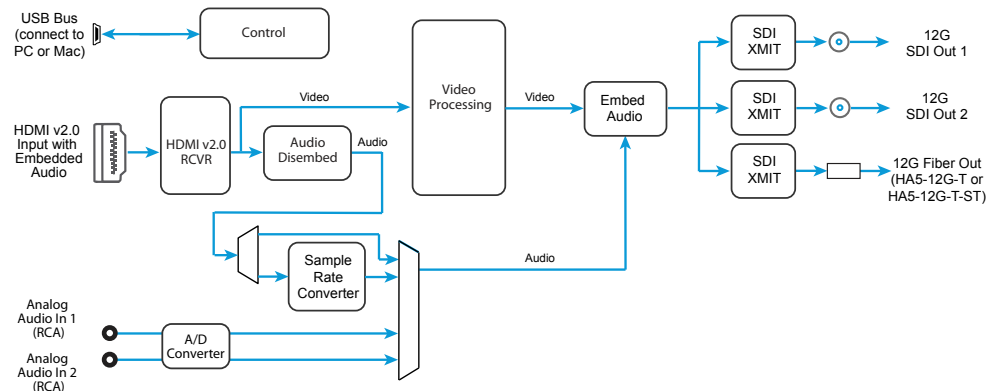 USB Bus
(connect to
PC or Mac)
Control
HDMI v2.0
Input with
Embedded
Audio
HDMI v2.0
RCVR
Video
Audio
Disembed
Audio
Video
Processing
Video
Embed
Audio
SDI
XMIT
12G
SDI Out 1
SDI
XMIT
12G
SDI Out 2
SDI
XMIT
12G Fiber Out
(HA5-12G-T or
HA5-12G-T-ST)
Sample
Rate
Converter
Audio
Analog
Audio In 1
(RCA)
A/D
Converter
Analog
Audio In 2
(RCA)